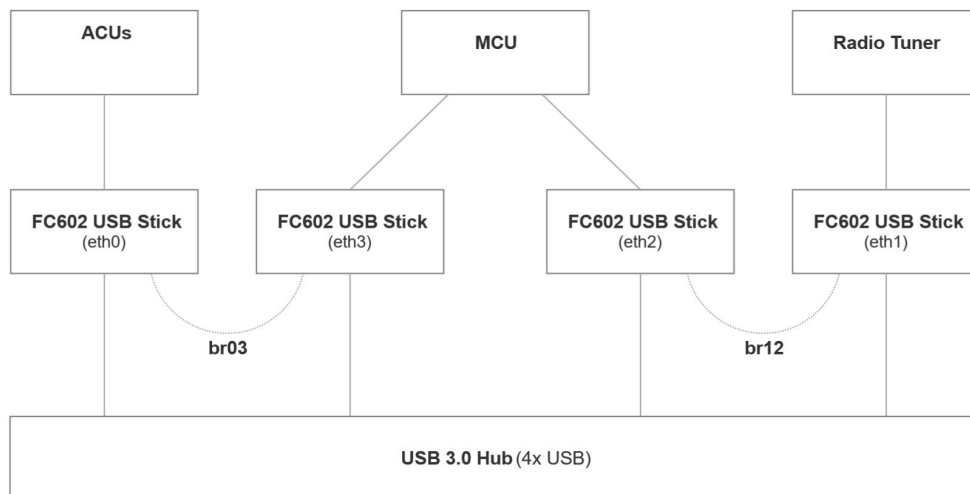 ACUs
MCU
Radio Tuner
FC602 USB Stick
(eth0)
FC602 USB Stick
(eth3)
FC602 USB Stick
(eth2)
FC602 USB Stick
(eth1)
br03
br12
USB 3.0 Hub (4x USB)